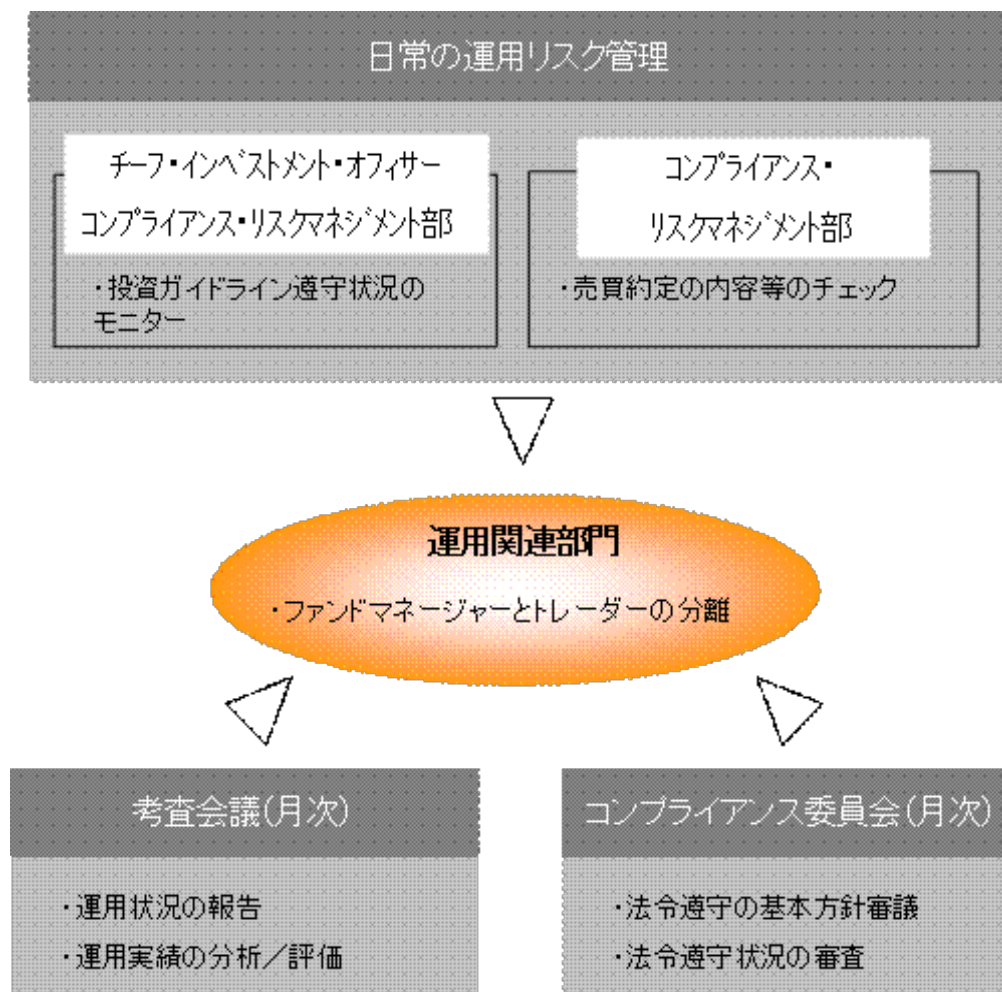 日常の運用リスク管理
チーフ・インベストメント・オフィサー
コンプライアンス・リスクマネジメント部
・投資ガイドライン遵守状況の
モニター
コンプライアンス・
リスクマネジメント部
・売買約定の内容等のチェック
運用関連部門
・ファンドマネージャーとトレーダーの分離
考査会議(月次)
・運用状況の報告
・運用実績の分析／評価
コンプライアンス委員会(月次)
・法令遵守の基本方針審議
・法令遵守状況の審査